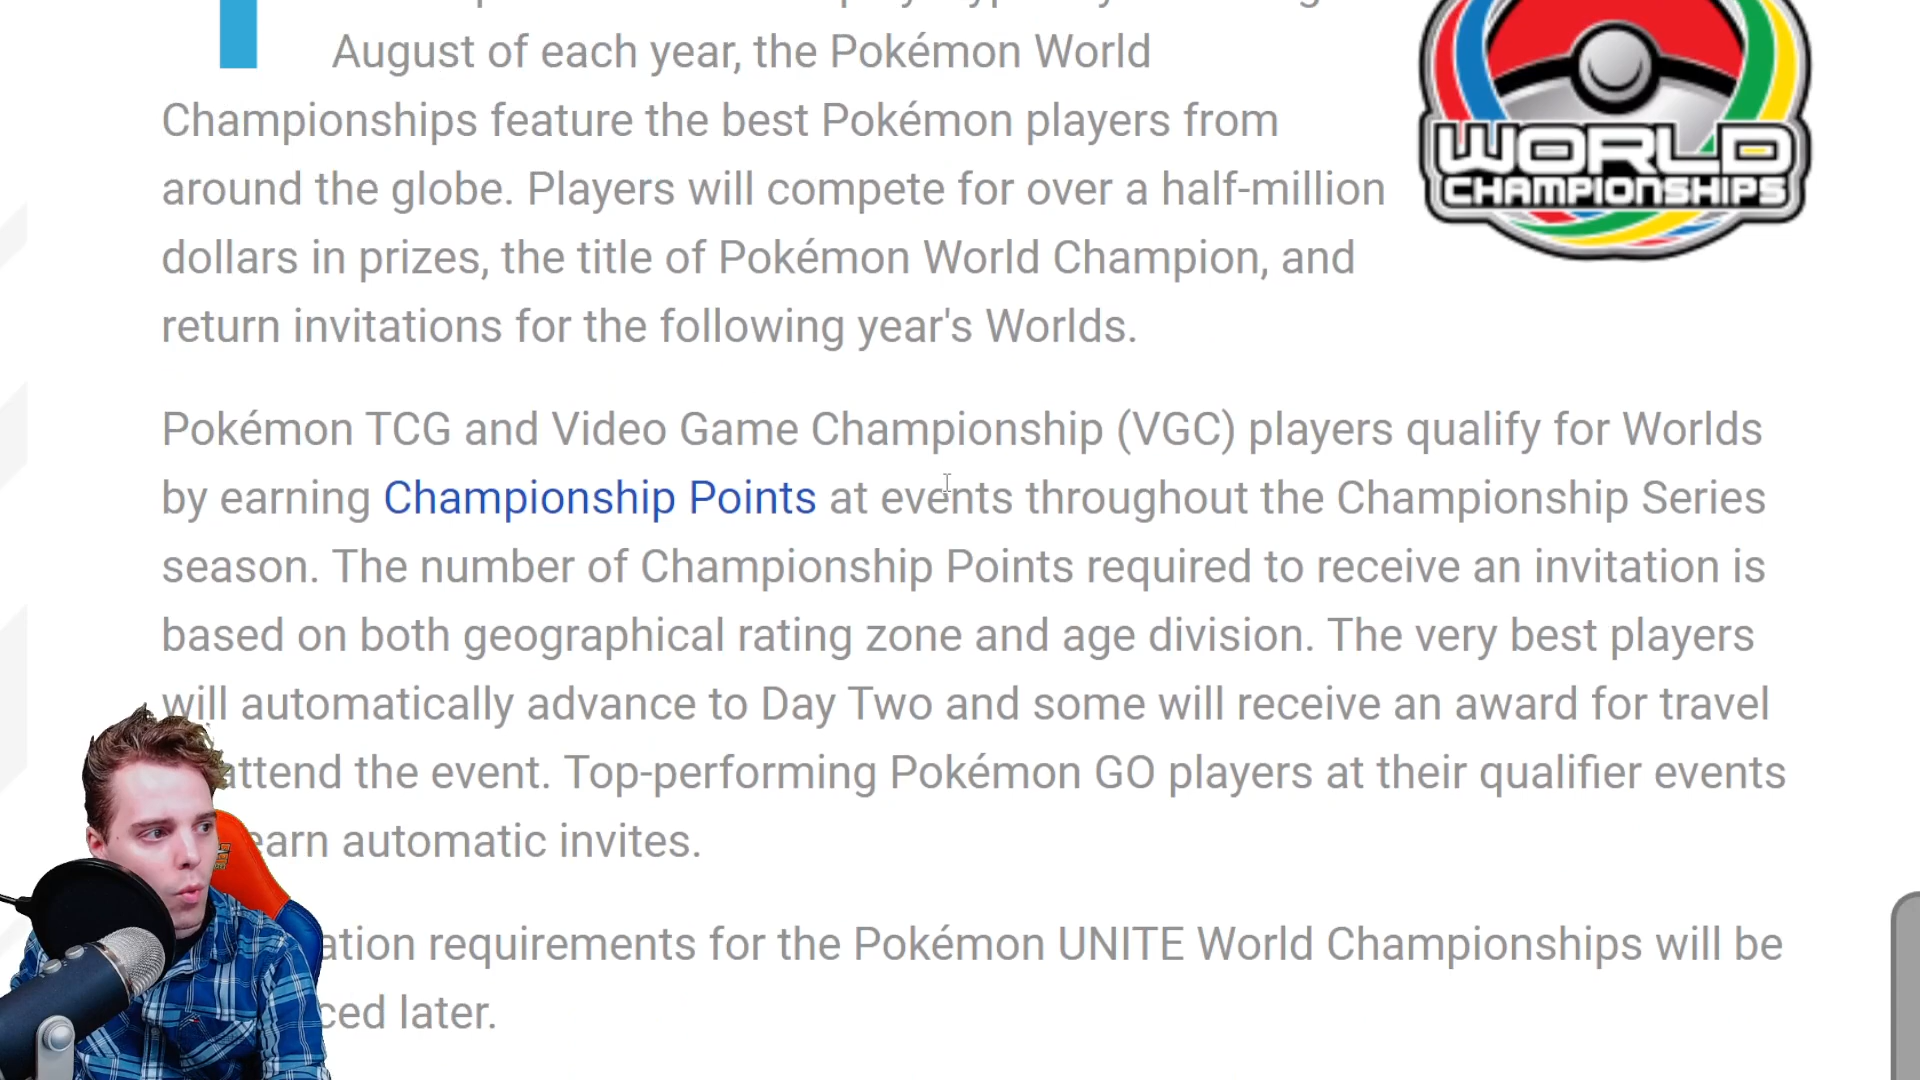 August of each year, the Pokémon World
Championships feature the best Pokémon players from
around the globe. Players will compete for over a half-million
dollars in prizes, the title of Pokémon World Champion, and
return invitations for the following year's Worlds.
WORLD
CHAMPIONSHIPS
Pokémon TCG and Video Game Championship (VGC) players qualify for Worlds
by earning Championship Points at events throughout the Championship Series
season. The number of Championship Points required to receive an invitation is
based on both geographical rating zone and age division. The very best players
will automatically advance to Day Two and some will receive an award for travel
attend the event. Top-performing Pokémon GO players at their qualifier events
earn automatic invites.
ation requirements for the Pokémon UNITE World Championships will be
ced later.